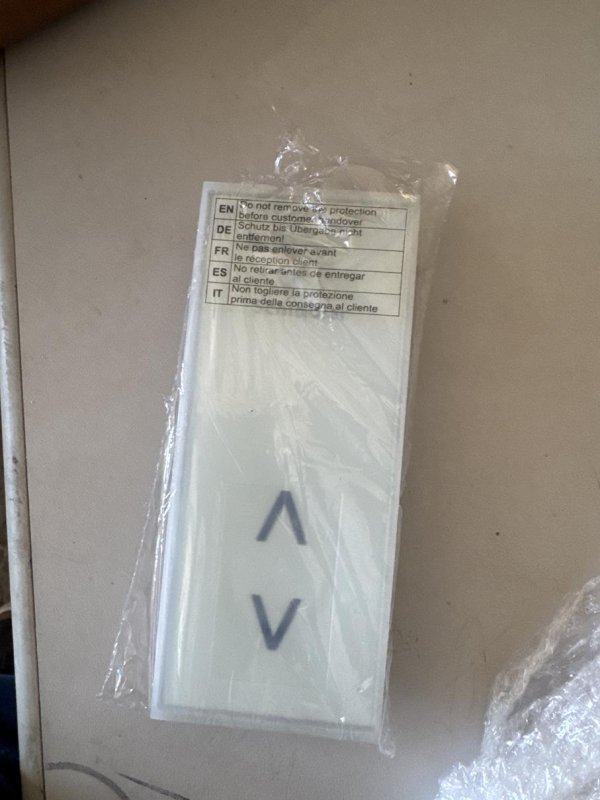 EN Do not remove the protection
before customer handover
DE Schutz bis Übergabe nicht
entfernen!
FR Ne pas enlever avant
le réception client
ES No retirar antes de entregar
al cliente
IT Non togliere la protezione
prima della consegna al cliente